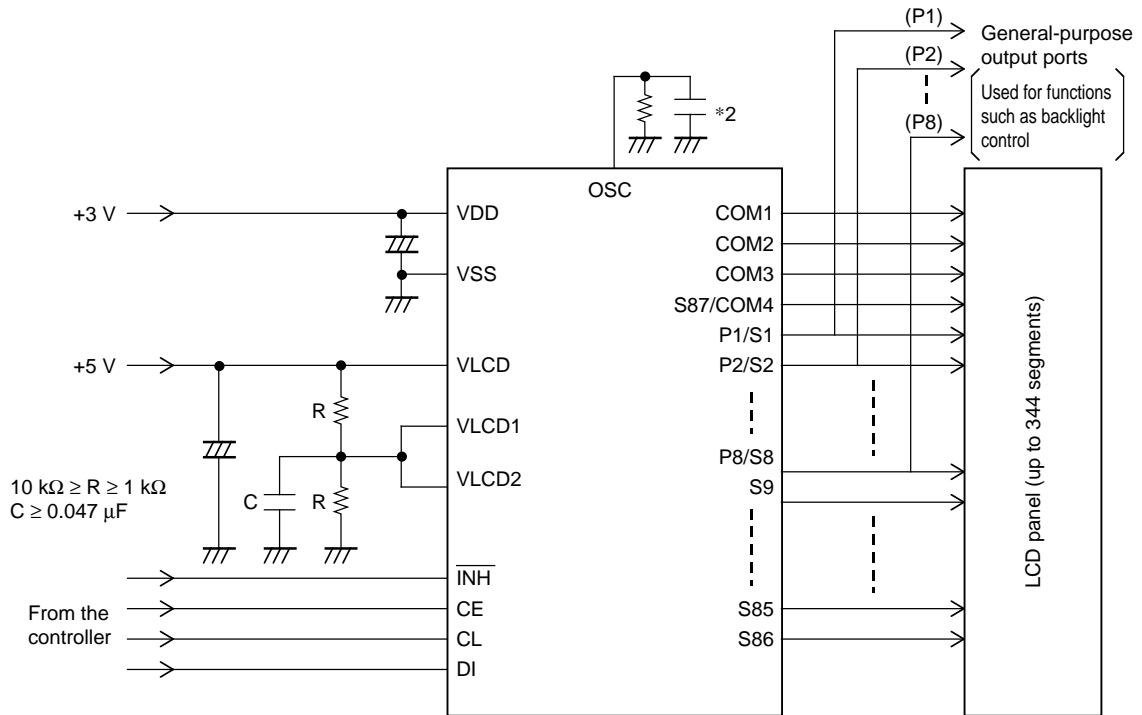 (P1)
General-purpose
output ports
(P2)
Used for functions
such as backlight
control
(P8)
*2
OSC
+3 V
VDD
VSS
+5 V
VLCD
R
VLCD1
VLCD2
C
R
10 kΩ ≥ R ≥ 1 kΩ
C ≥ 0.047 µF
INH
From the
controller
CE
CL
DI
COM1
COM2
COM3
S87/COM4
P1/S1
P2/S2
P8/S8
S9
S85
S86
LCD panel (up to 344 segments)